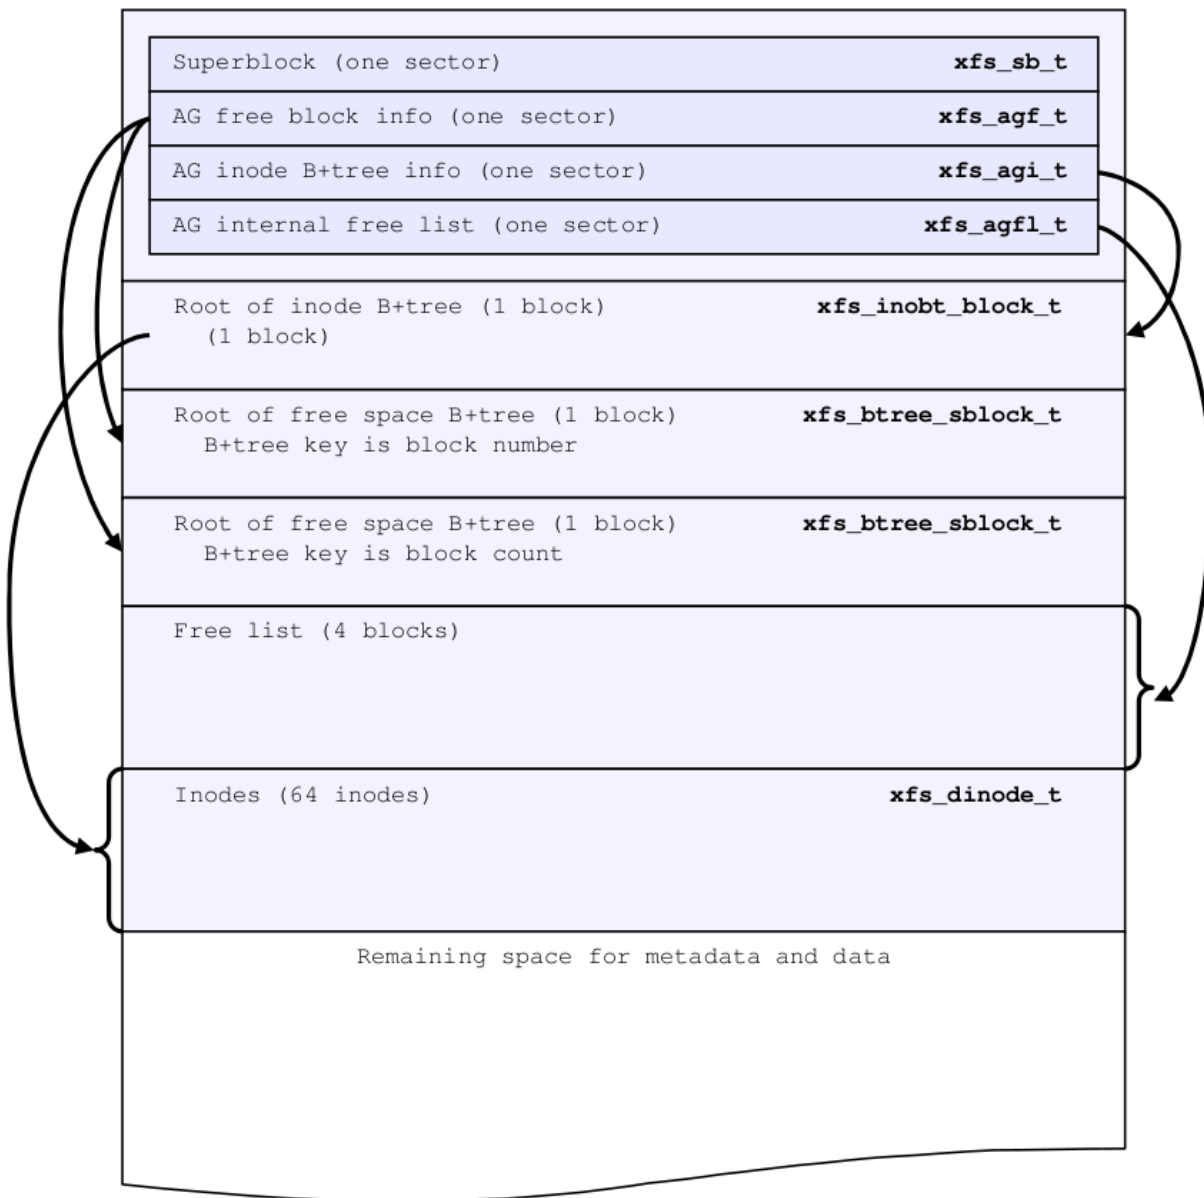 Superblock (one sector) xfs_sb_t
AG free block info (one sector) xfs_agf_t
AG inode B+tree info (one sector) xfs_agi_t
AG internal free list (one sector) xfs_agfl_t
Root of inode B+tree (1 block) xfs_inobt_block_t
(1 block)
Root of free space B+tree (1 block) xfs_btree_sblock_t
B+tree key is block number
Root of free space B+tree (1 block) xfs_btree_sblock_t
B+tree key is block count
Free list (4 blocks)
Inodes (64 inodes) xfs_dinode_t
Remaining space for metadata and data